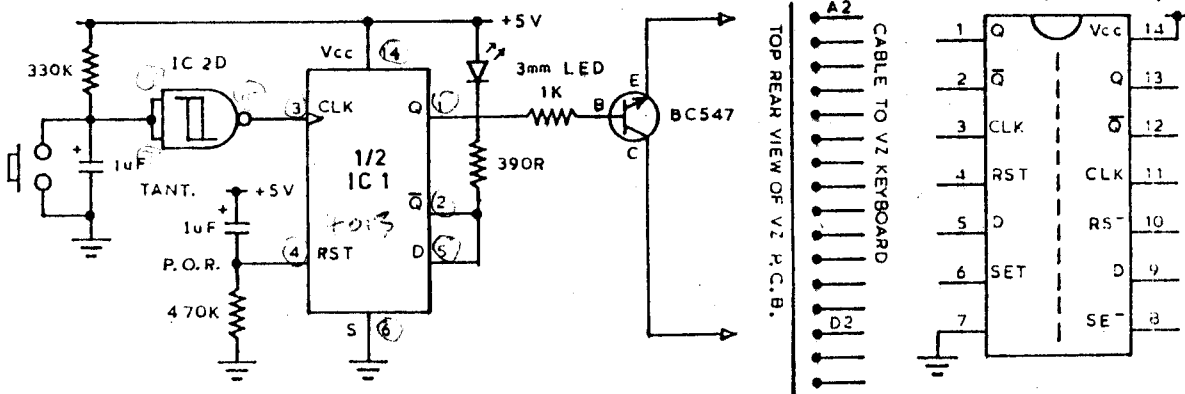 +5V
330K
IC 2D
Vcc
14
3mm LED
1K
3
CLK
Q
1
B
E
C
BC547
1uF
+
TANT.
+5V
+
1uF
1/2
IC 1
4013
390R
Q̅
2
P.O.R.
4
RST
D
5
470K
S
6
TOP REAR VIEW OF VZ P.C.B.
A2
D2
CABLE TO VZ KEYBOARD
1 Q Vcc 14
2 Q̅ Q 13
3 CLK Q̅ 12
4 RST CLK 11
5 D RS 10
6 SET D 9
7 SE 8